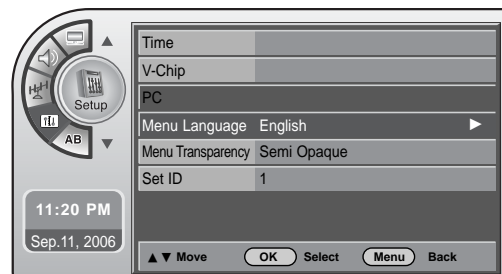 Setup
AB
11:20 PM
Sep.11, 2006
Time
V-Chip
PC
Menu Language English ►
Menu Transparency Semi Opaque
Set ID 1
▲▼ Move OK Select Menu Back